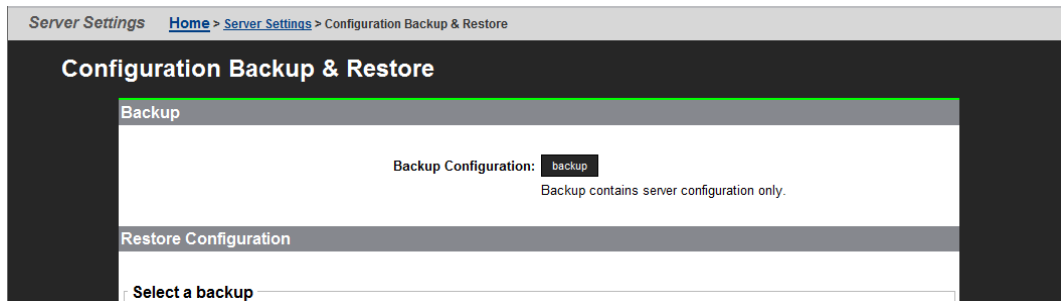 Server Settings Home > Server Settings > Configuration Backup & Restore
Configuration Backup & Restore
Backup
Backup Configuration: backup
Backup contains server configuration only.
Restore Configuration
Select a backup